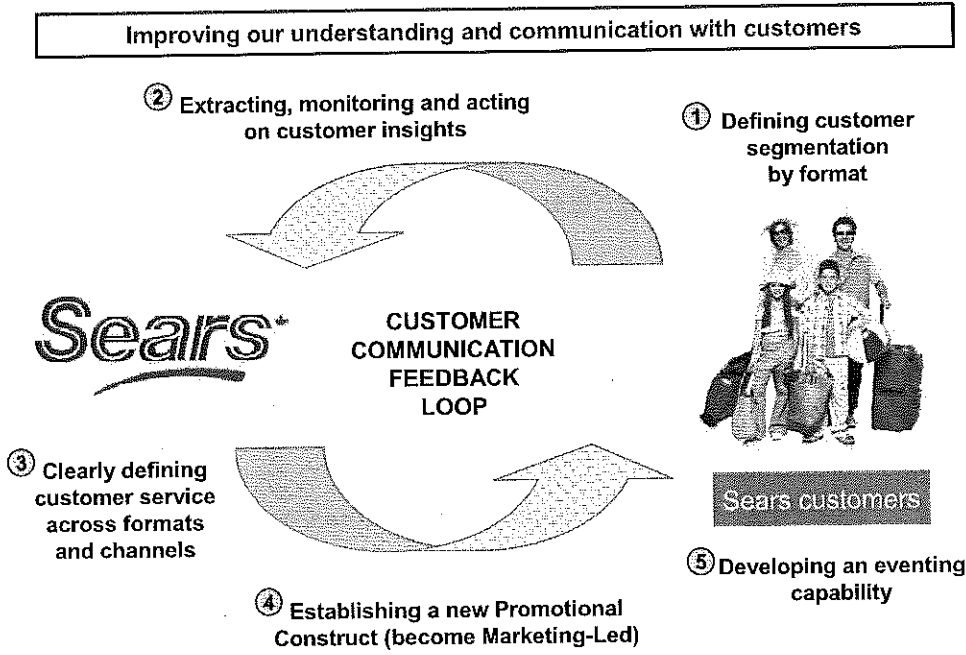 Improving our understanding and communication with customers
② Extracting, monitoring and acting
on customer insights
① Defining customer
segmentation
by format
Sears
CUSTOMER
COMMUNICATION
FEEDBACK
LOOP
③ Clearly defining
customer service
across formats
and channels
Sears customers
④ Establishing a new Promotional
Construct (become Marketing-Led)
⑤ Developing an eventing
capability